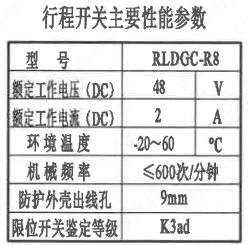 行程开关主要性能参数
型 号 RLDGC-R8
额定工作电压(DC) 48 V
额定工作电流(DC) 2 A
环境温度 -20~60 ℃
机械频率 ≤600次/分钟
防护外壳出线孔 9mm
限位开关鉴定等级 K3ad